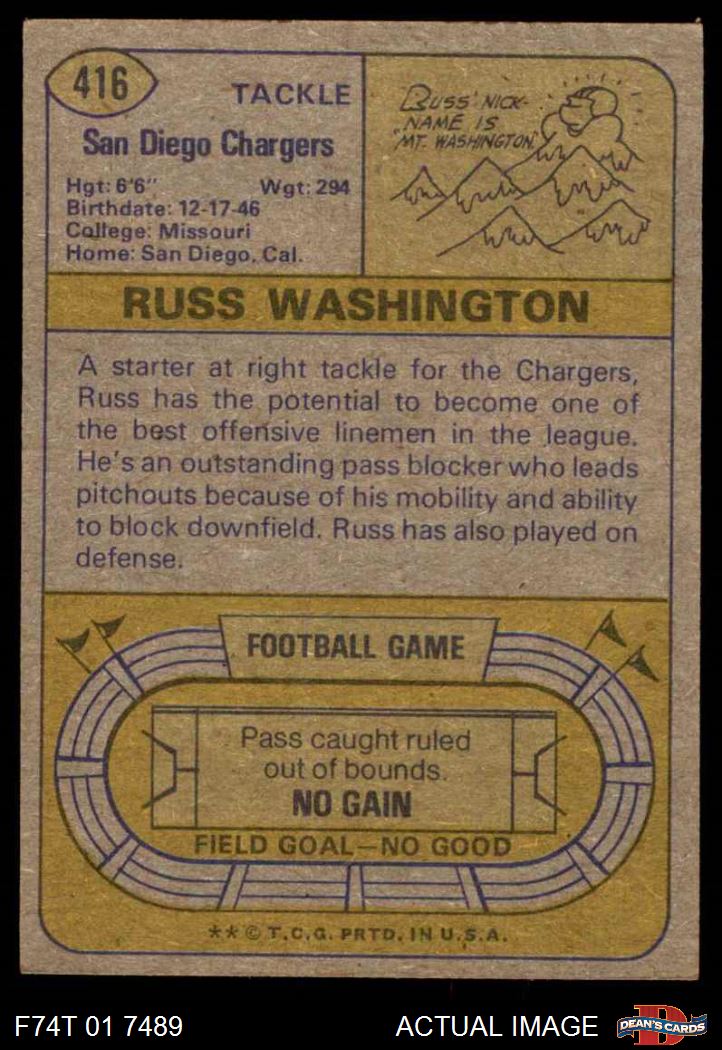 416
TACKLE
San Diego Chargers
Hgt: 6'6" Wgt: 294
Birthdate: 12-17-46
College: Missouri
Home: San Diego, Cal.
RUSS' NICK-
NAME IS
"MT. WASHINGTON."
RUSS WASHINGTON
A starter at right tackle for the Chargers,
Russ has the potential to become one of
the best offensive linemen in the league.
He's an outstanding pass blocker who leads
pitchouts because of his mobility and ability
to block downfield. Russ has also played on
defense.
FOOTBALL GAME
Pass caught ruled
out of bounds.
NO GAIN
FIELD GOAL—NO GOOD
** © T.C.G. PRTD. IN U.S.A.
F74T 01 7489
ACTUAL IMAGE
D
DEAN'S CARDS